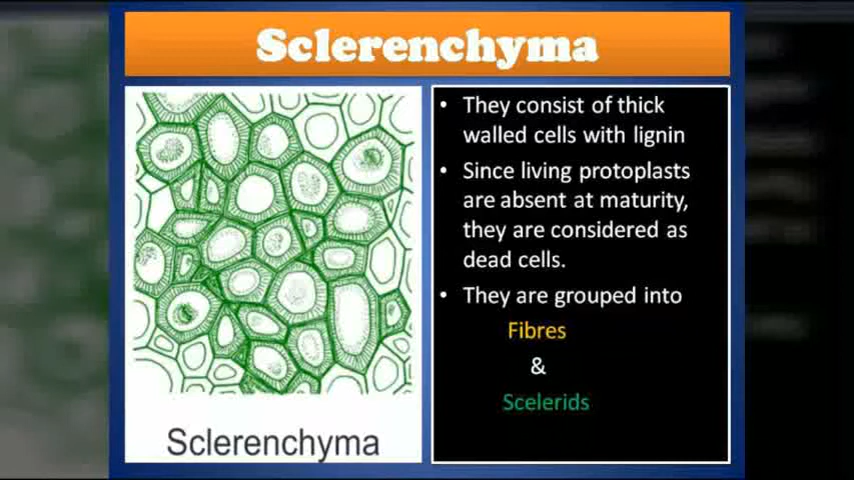 Sclerenchyma
• They consist of thick
walled cells with lignin
• Since living protoplasts
are absent at maturity,
they are considered as
dead cells.
• They are grouped into
Fibres
&
Scelerids
Sclerenchyma